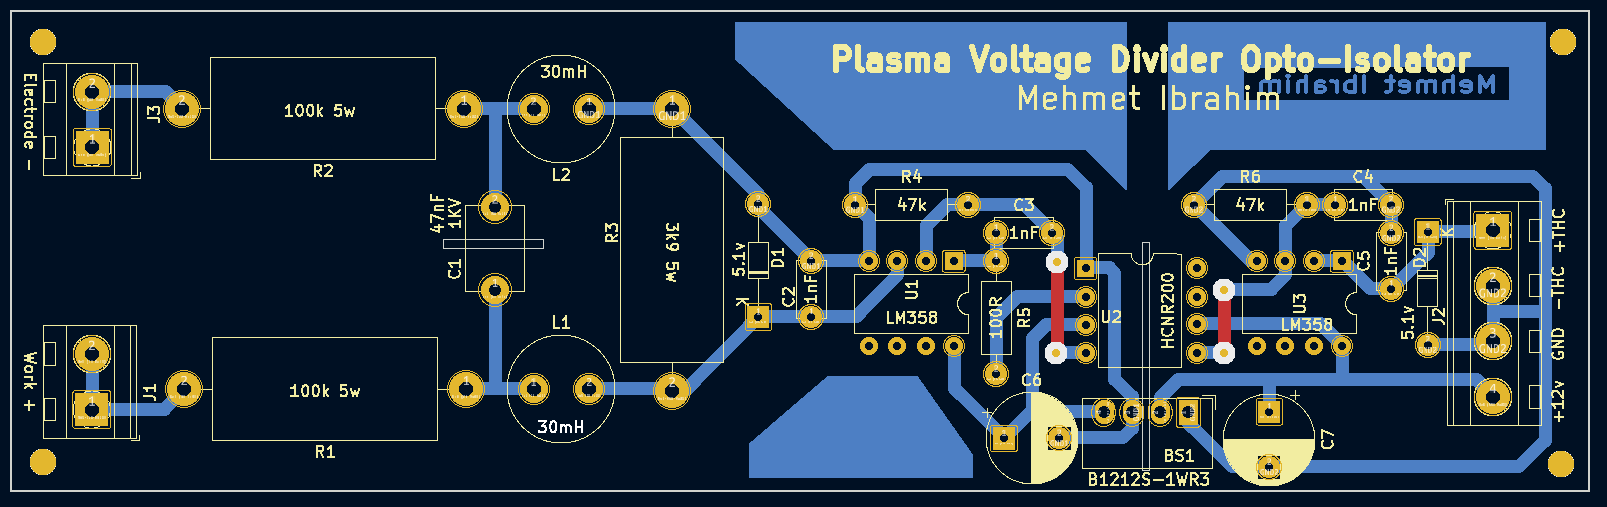 Plasma Voltage Divider Opto-Isolator
Mehmet Ibrahim
Mehmet Ibrahim
Electrode -
J3
100k 5w
R2
30mH
L2
47nF
1KV
C1
R3
3k9 5w
5.1v
D1
K
C2
1nF
R4
47k
C3
1nF
U1
LM358
100R
R5
U2
HCNR200
R6
47k
C4
1nF
C5
1nF
D2
K
5.1v
J2
U3
LM358
+THC
-THC
GND
+12v
Work +
J1
100k 5w
R1
L1
30mH
C6
+
BS1
B1212S-1WR3
+
C7